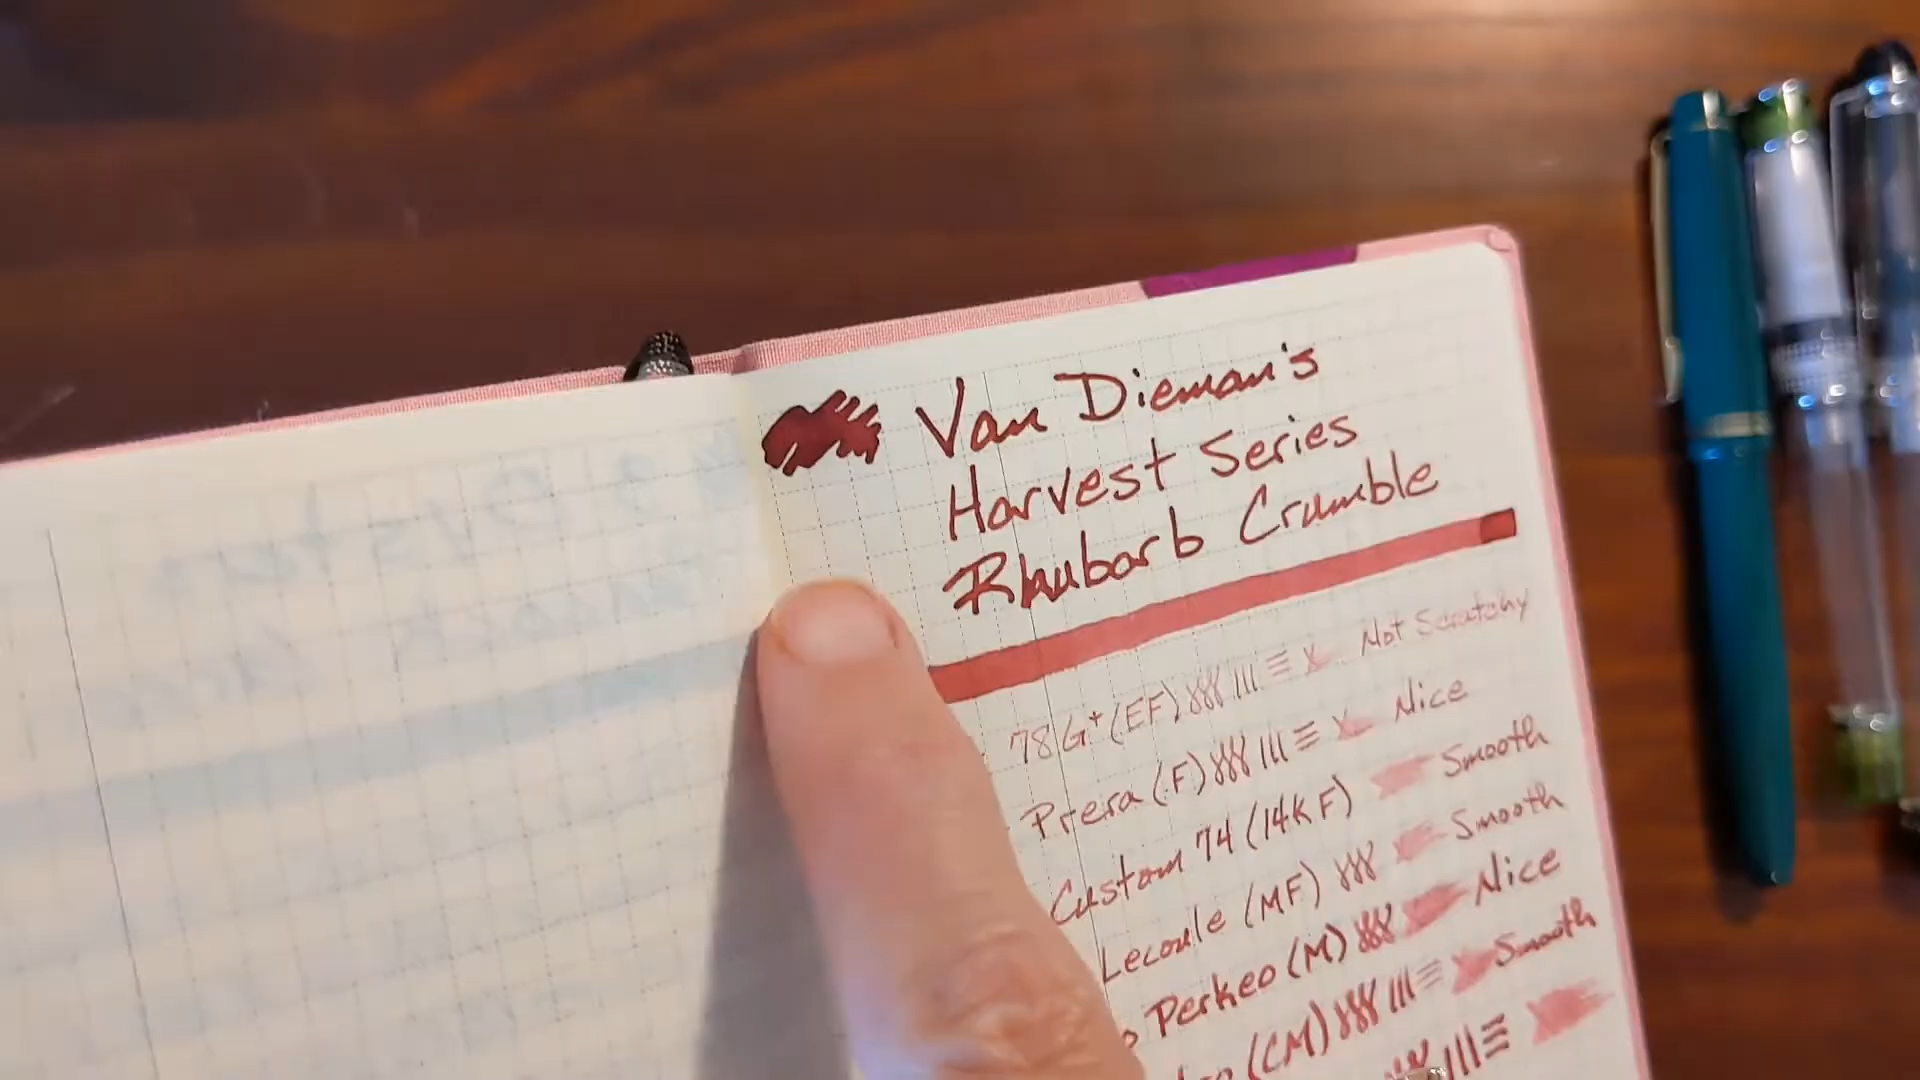 Van Dieman's
Harvest Series
Rhubarb Crumble
78G+ (EF) Not Scratchy
Prera (F) Nice
Custom 74 (14K F) Smooth
Lecoule (MF) Smooth
Perkeo (M) Nice
(CM) Smooth